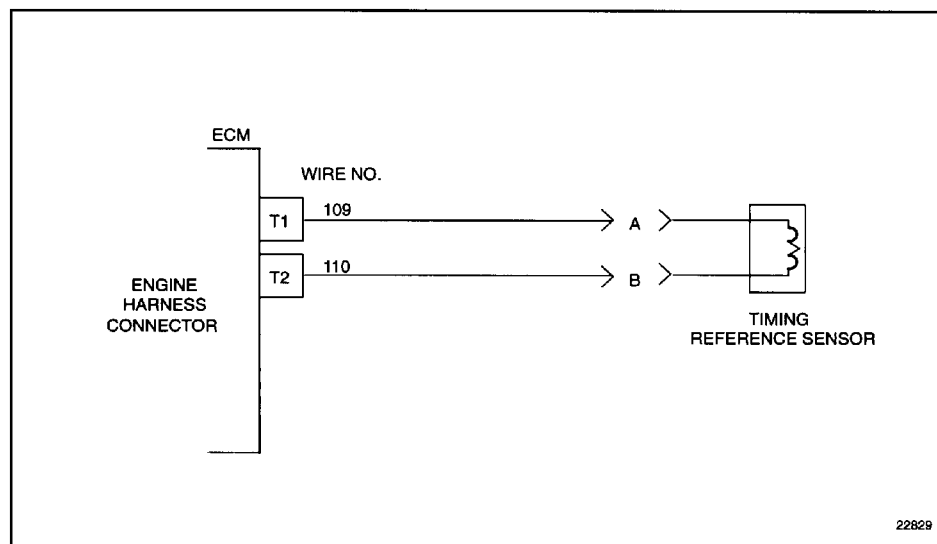 ECM
WIRE NO.
T1 109 A
T2 110 B
ENGINE
HARNESS
CONNECTOR
TIMING
REFERENCE SENSOR
22829